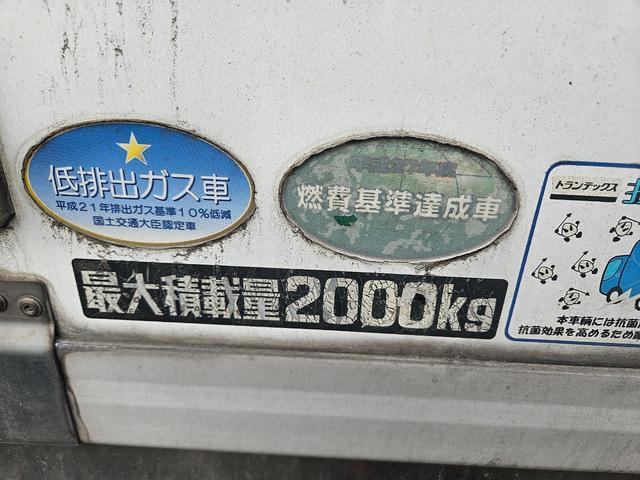 低排出ガス車
平成21年排出ガス基準10%低減
国土交通大臣認定車
燃費基準達成車
最大積載量2000kg
トランテックス
本車輌には抗菌
抗菌効果を高めるため